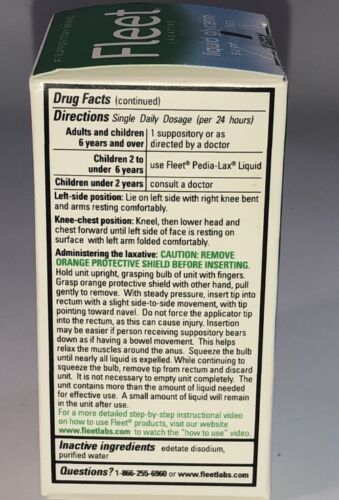 Fleet
LAXATIVE
liquid glycerin
Drug Facts (continued)
Directions Single Daily Dosage (per 24 hours)
Adults and children 6 years and over 1 suppository or as directed by a doctor
Children 2 to under 6 years use Fleet® Pedia-Lax® Liquid
Children under 2 years consult a doctor
Left-side position: Lie on left side with right knee bent
and arms resting comfortably.
Knee-chest position: Kneel, then lower head and
chest forward until left side of face is resting on
surface with left arm folded comfortably.
Administering the laxative: CAUTION: REMOVE
ORANGE PROTECTIVE SHIELD BEFORE INSERTING.
Hold unit upright, grasping bulb of unit with fingers.
Grasp orange protective shield with other hand, pull
gently to remove. With steady pressure, insert tip into
rectum with a slight side-to-side movement, with tip
pointing toward navel. Do not force the applicator tip
into the rectum, as this can cause injury. Insertion
may be easier if person receiving suppository bears
down as if having a bowel movement. This helps
relax the muscles around the anus. Squeeze the bulb
until nearly all liquid is expelled. While continuing to
squeeze the bulb, remove tip from rectum and discard
unit. It is not necessary to empty unit completely. The
unit contains more than the amount of liquid needed
for effective use. A small amount of liquid will remain
in the unit after use.
For a more detailed step-by-step instructional video
on how to use Fleet® products, visit our website
www.fleetlabs.com to watch the "how to use" video.
Inactive ingredients edetate disodium,
purified water
Questions? 1-866-255-6960 or www.fleetlabs.com